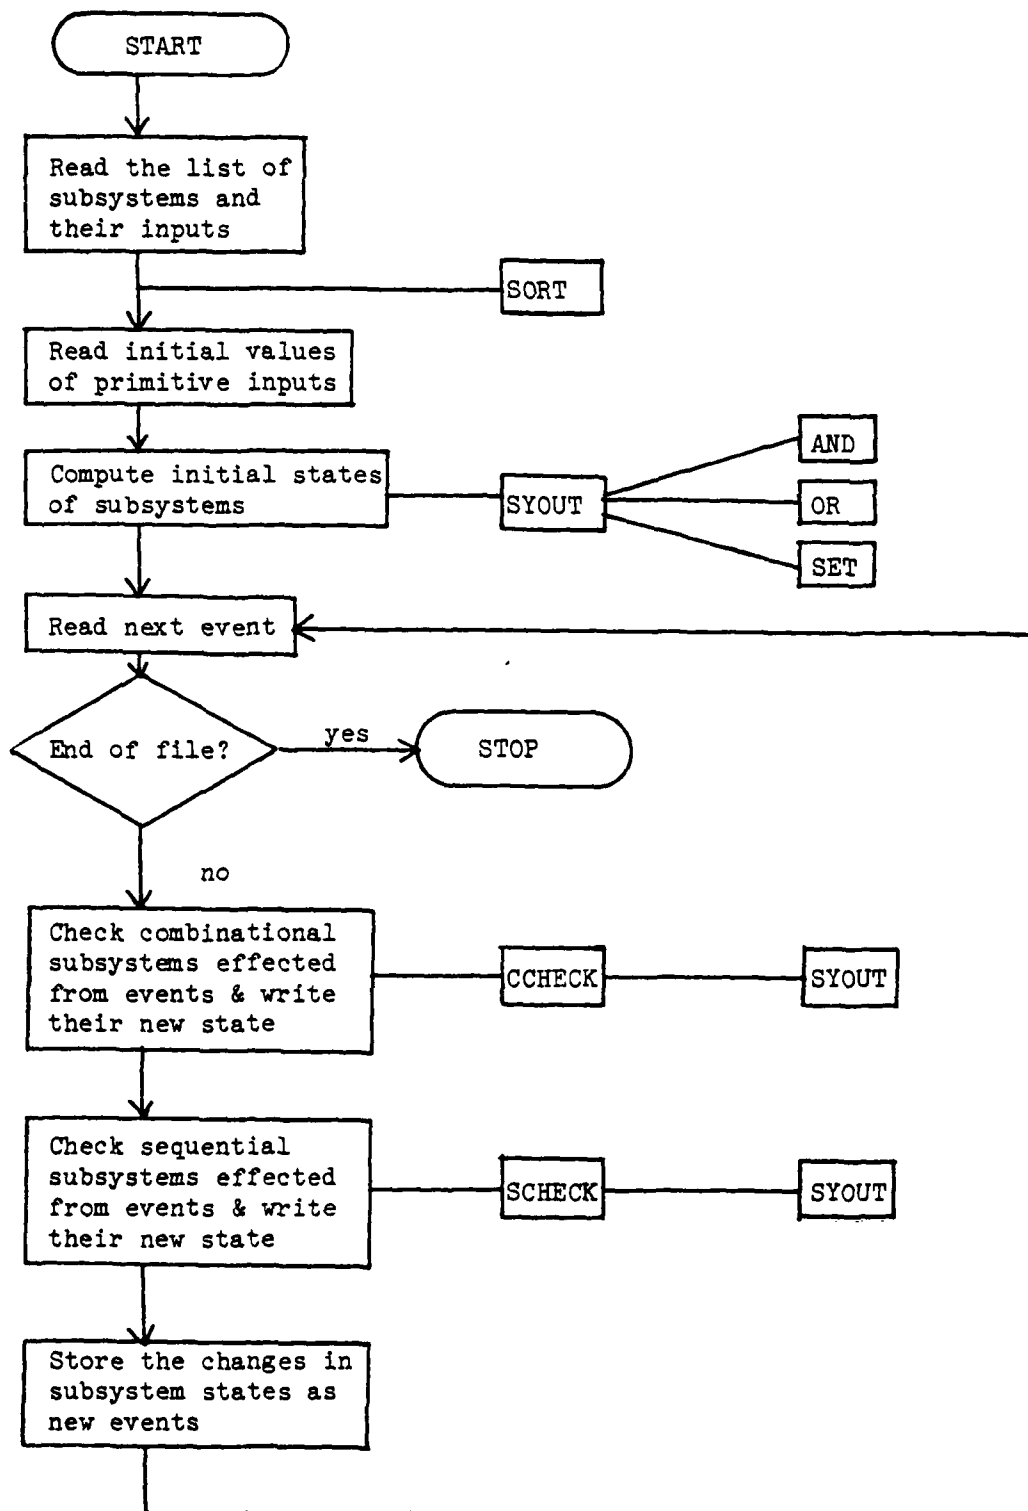 START
Read the list of
subsystems and
their inputs
SORT
Read initial values
of primitive inputs
AND
Compute initial states
of subsystems
SYOUT
OR
SET
Read next event
End of file?
yes
STOP
no
Check combinational
subsystems effected
from events & write
their new state
CCHECK
SYOUT
Check sequential
subsystems effected
from events & write
their new state
SCHECK
SYOUT
Store the changes in
subsystem states as
new events